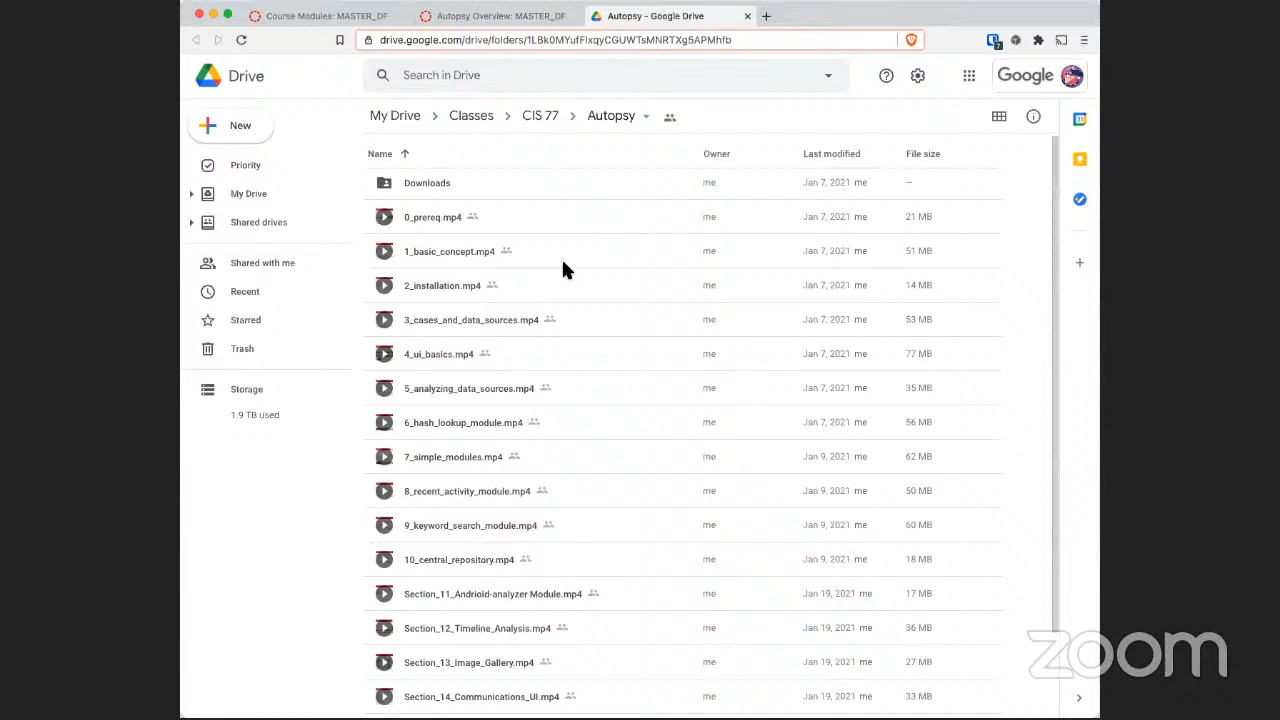 Course Modules: MASTER_DF
Autopsy Overview: MASTER_DF
Autopsy - Google Drive
Drive
Search in Drive
Google
New
My Drive > Classes > CIS 77 > Autopsy
Priority
My Drive
Shared drives
Shared with me
Recent
Starred
Trash
Storage
1.9 TB used
Name Owner Last modified File size
Downloads me Jan 7, 2021 me –
0_prereq.mp4 me Jan 7, 2021 me 21 MB
1_basic_concept.mp4 me Jan 7, 2021 me 51 MB
2_installation.mp4 me Jan 7, 2021 me 14 MB
3_cases_and_data_sources.mp4 me Jan 7, 2021 me 53 MB
4_ui_basics.mp4 me Jan 7, 2021 me 77 MB
5_analyzing_data_sources.mp4 me Jan 7, 2021 me 35 MB
6_hash_lookup_module.mp4 me Jan 7, 2021 me 56 MB
7_simple_modules.mp4 me Jan 9, 2021 me 62 MB
8_recent_activity_module.mp4 me Jan 9, 2021 me 50 MB
9_keyword_search_module.mp4 me Jan 9, 2021 me 60 MB
10_central_repository.mp4 me Jan 9, 2021 me 18 MB
Section_11_Andrioid-analyzer Module.mp4 me Jan 19, 2021 me 17 MB
Section_12_Timeline_Analysis.mp4 me Jan 19, 2021 me 36 MB
Section_13_Image_Gallery.mp4 me Jan 19, 2021 me 27 MB
Section_14_Communications_UI.mp4 me Jan 19, 2021 me 33 MB
zoom